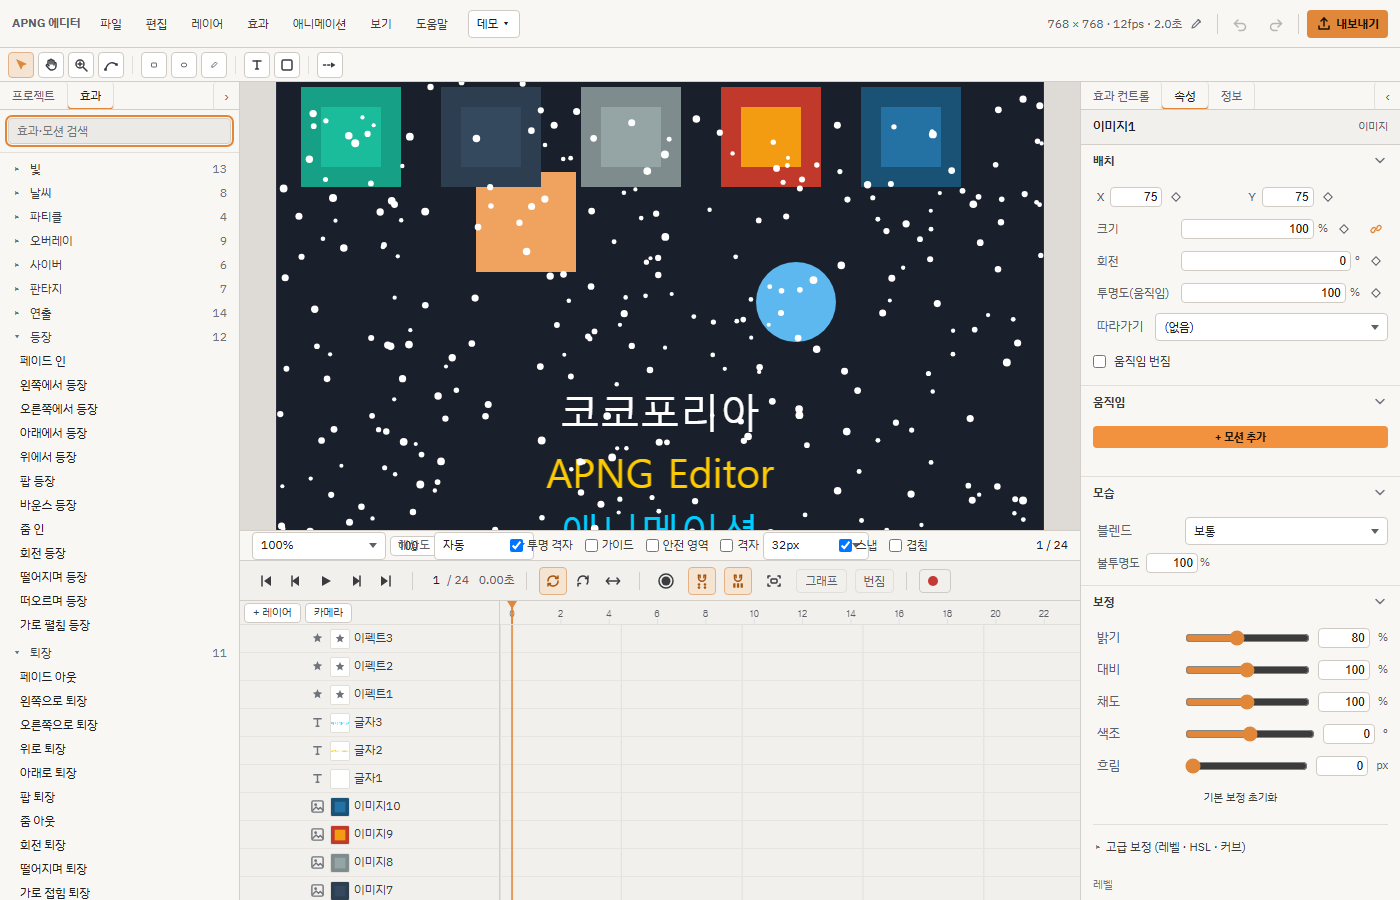 APNG 에디터 파일 편집 레이어 효과 애니메이션 보기 도움말 데모 768 × 768 · 12fps · 2.0초 내보내기
프로젝트 효과
효과·모션 검색
빛 13
날씨 8
파티클 4
오버레이 9
사이버 6
판타지 7
연출 14
등장 12
페이드 인
왼쪽에서 등장
오른쪽에서 등장
아래에서 등장
위에서 등장
팝 등장
바운스 등장
줌 인
회전 등장
떨어지며 등장
떠오르며 등장
가로 펼침 등장
퇴장 11
페이드 아웃
왼쪽으로 퇴장
오른쪽으로 퇴장
위로 퇴장
아래로 퇴장
팝 퇴장
줌 아웃
회전 퇴장
떨어지며 퇴장
가로 접힘 퇴장
코코포리아
APNG Editor
애니메이션
100% 자동 투명 격자 가이드 안전 영역 격자 32px 스냅 겹침 1 / 24
1 / 24 0.00초 그래프 번짐
+ 레이어 카메라 0 2 4 6 8 10 12 14 16 18 20 22
이펙트3
이펙트2
이펙트1
글자3
글자2
글자1
이미지10
이미지9
이미지8
이미지7
효과 컨트롤 속성 정보
이미지1 이미지
배치
X 75 Y 75
크기 100 %
회전 0 °
투명도(움직임) 100 %
따라가기 (없음)
움직임 번짐
움직임
+ 모션 추가
모습
블렌드 보통
불투명도 100 %
보정
밝기 80 %
대비 100 %
채도 100 %
색조 0 °
흐림 0 px
기본 보정 초기화
고급 보정 (레벨 · HSL · 커브)
레벨